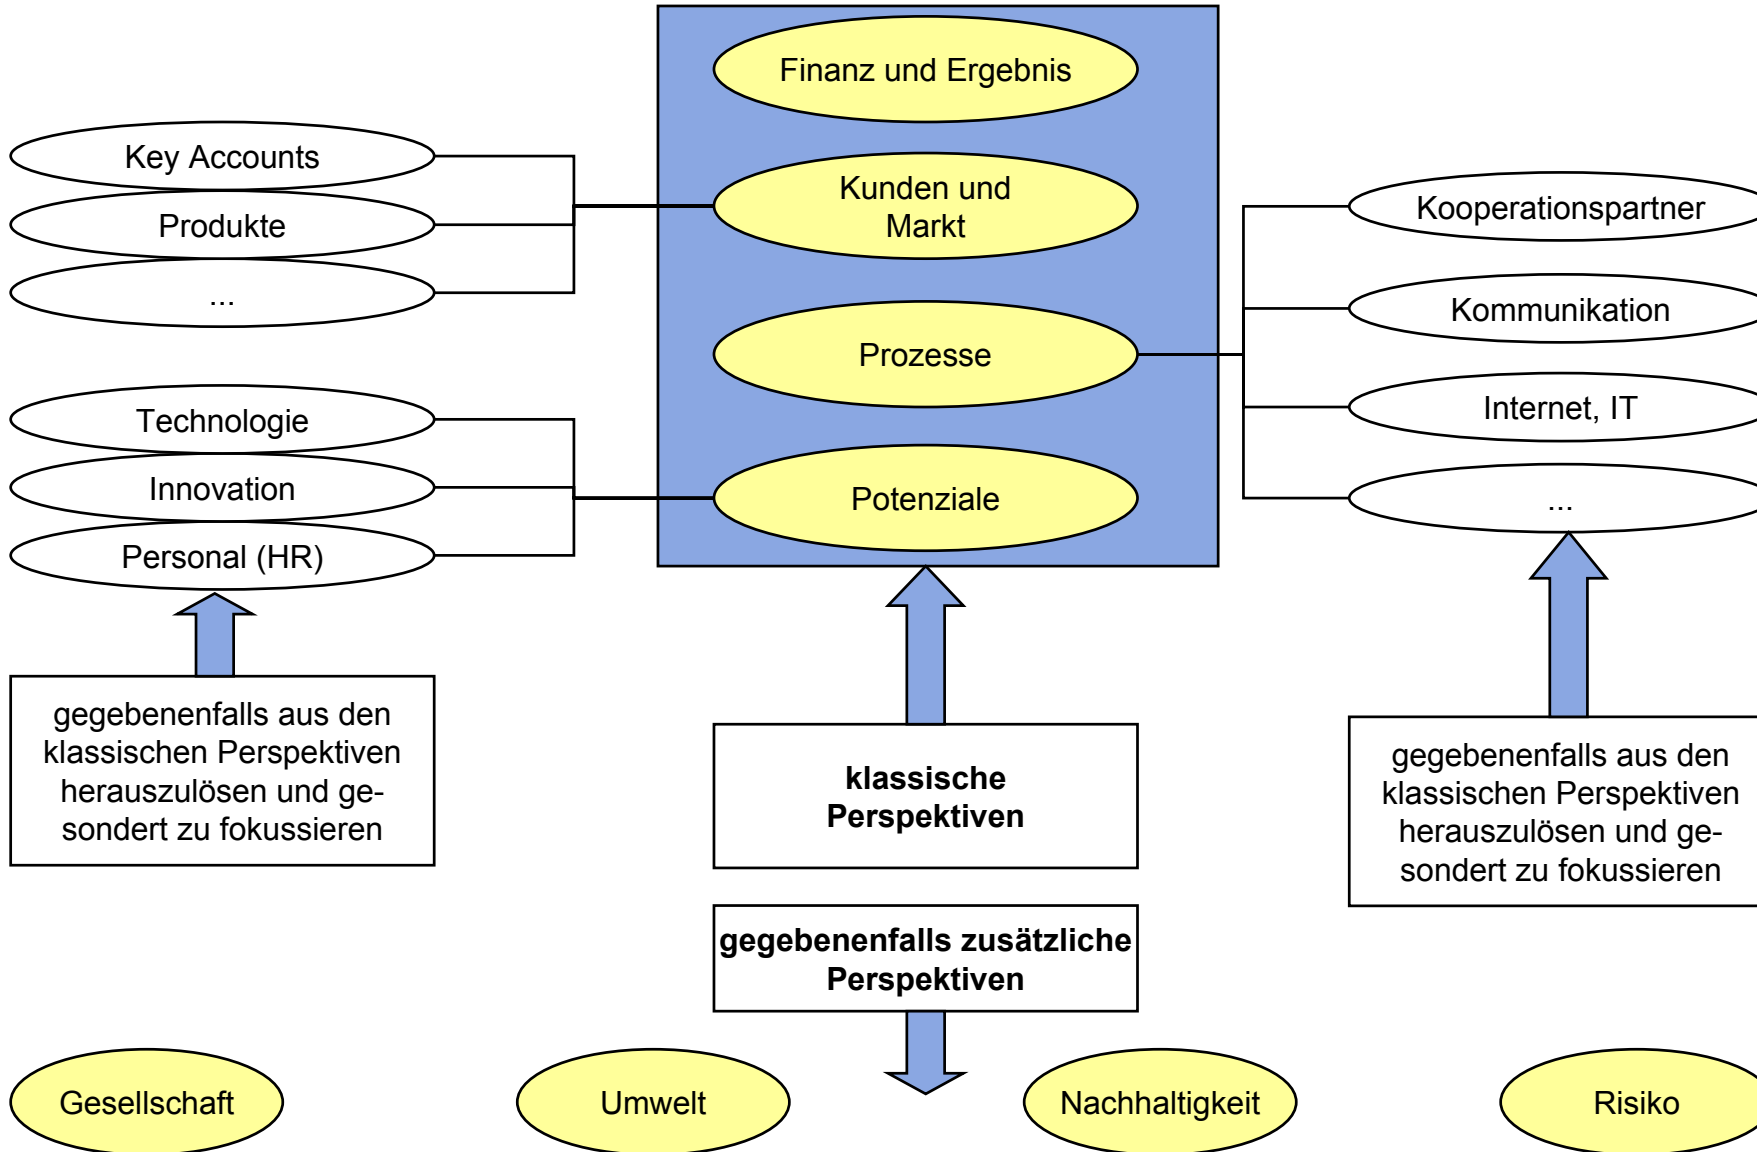 Finanz und Ergebnis
Key Accounts
Produkte
...
Kunden und
Markt
Kooperationspartner
Kommunikation
Prozesse
Internet, IT
...
Technologie
Innovation
Personal (HR)
Potenziale
gegebenenfalls aus den
klassischen Perspektiven
herauszulösen und ge-
sondert zu fokussieren
klassische
Perspektiven
gegebenenfalls aus den
klassischen Perspektiven
herauszulösen und ge-
sondert zu fokussieren
gegebenenfalls zusätzliche
Perspektiven
Gesellschaft
Umwelt
Nachhaltigkeit
Risiko